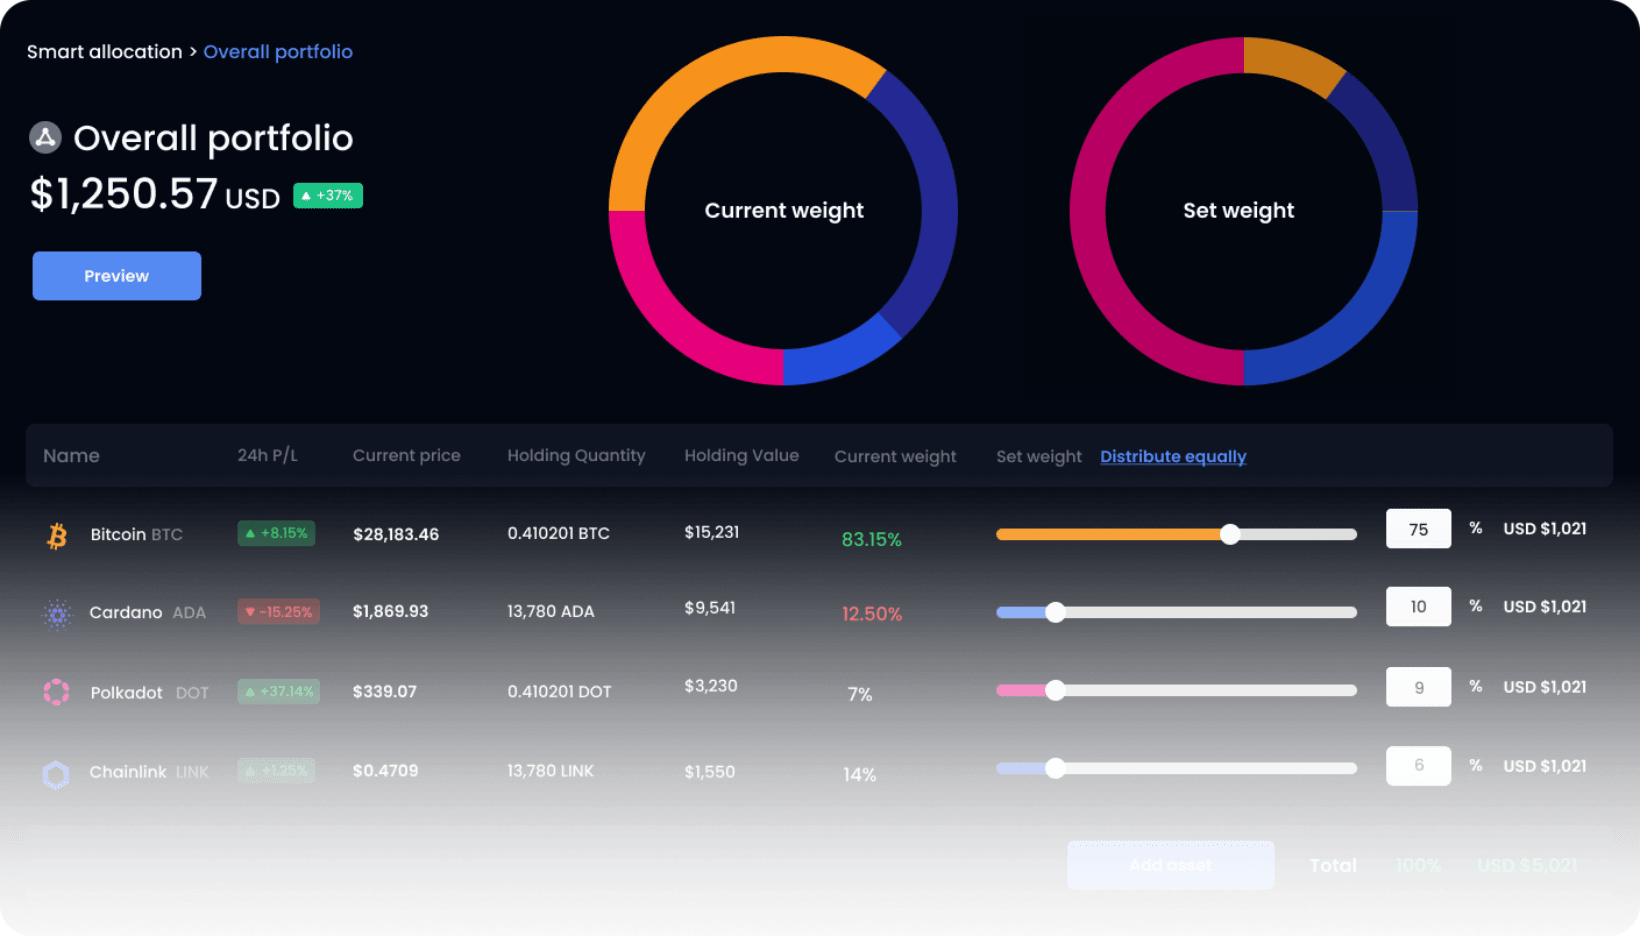 Smart allocation > Overall portfolio
Overall portfolio
$1,250.57 USD ▲ +37%
Preview
Current weight
Set weight
Name 24h P/L Current price Holding Quantity Holding Value Current weight Set weight Distribute equally
Bitcoin BTC ▲ +8.15% $28,183.46 0.410201 BTC $15,231 83.15% 75 % USD $1,021
Cardano ADA ▼ -15.25% $1,869.93 13,780 ADA $9,541 12.50% 10 % USD $1,021
Polkadot DOT ▲ +37.14% $339.07 0.410201 DOT $3,230 7% 9 % USD $1,021
Chainlink LINK ▲ +1.25% $0.4709 13,780 LINK $1,550 14% 6 % USD $1,021
Add asset Total 100% USD $5,021